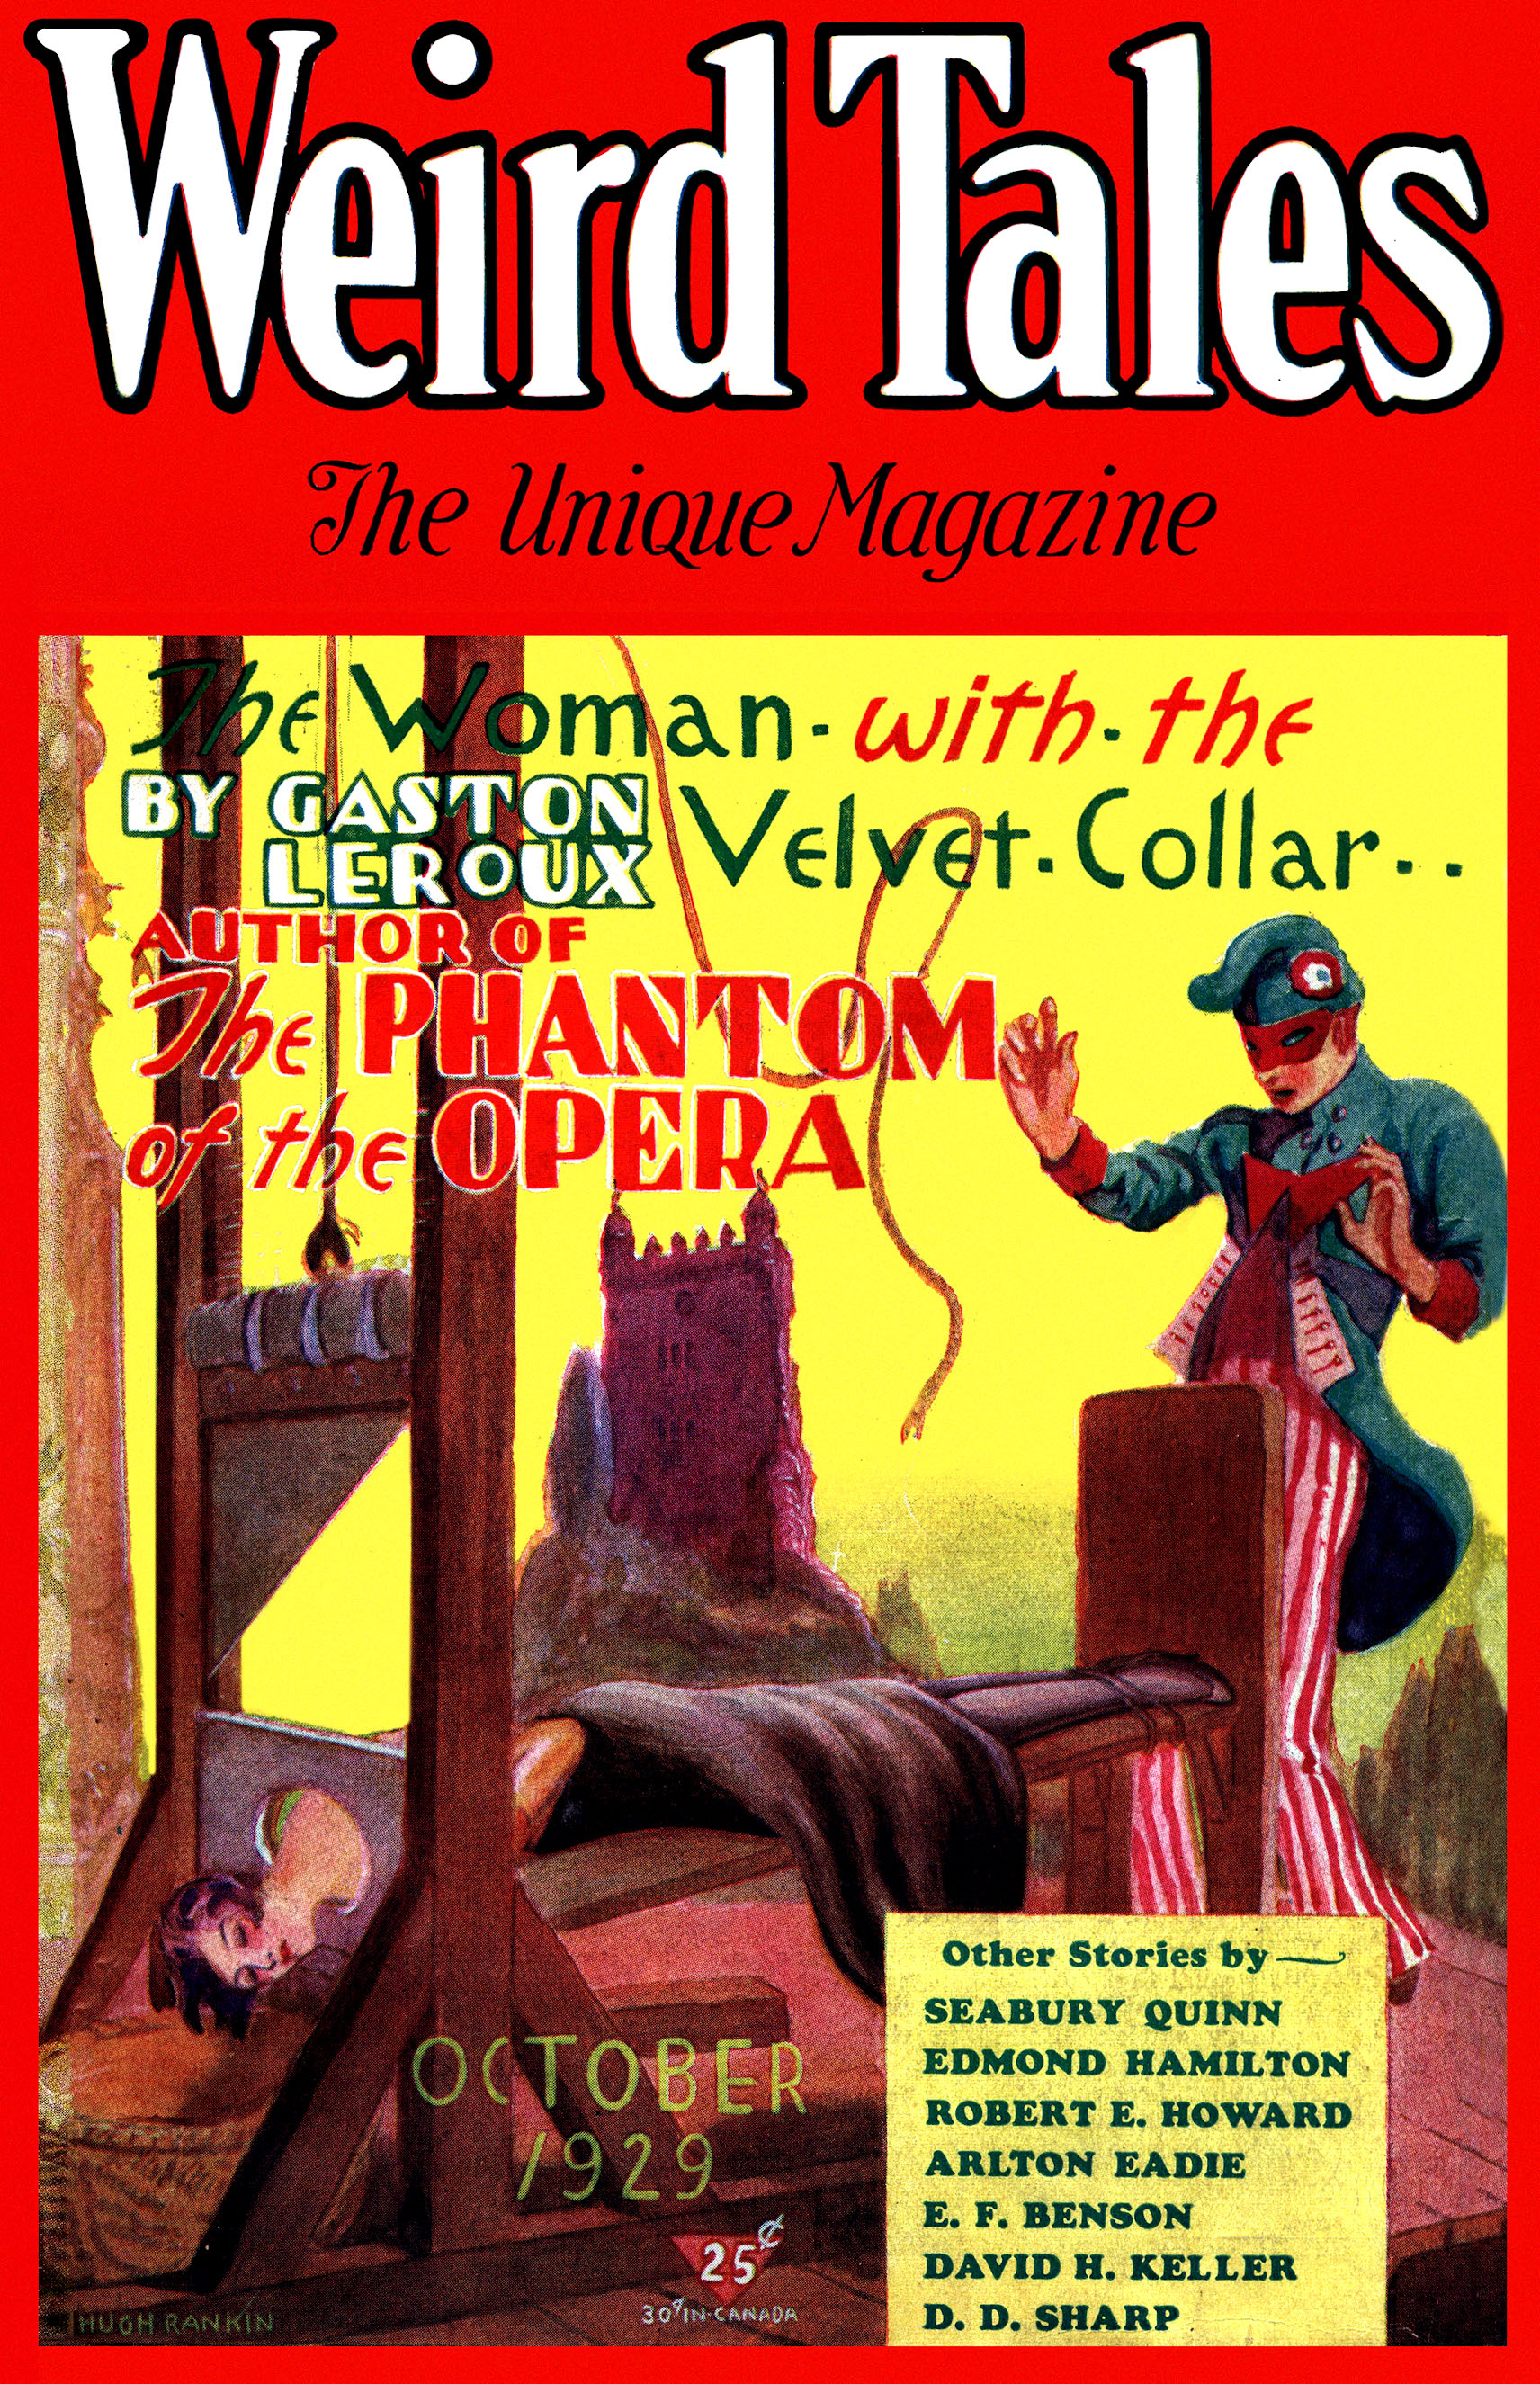 Weird Tales
The Unique Magazine
The Woman · with · the
Velvet · Collar · ·
BY GASTON
LEROUX
AUTHOR OF
The PHANTOM
of the OPERA
Other Stories by
SEABURY QUINN
EDMOND HAMILTON
ROBERT E. HOWARD
ARLTON EADIE
E. F. BENSON
DAVID H. KELLER
D. D. SHARP
OCTOBER
1929
25¢
30¢ IN · CANADA
HUGH RANKIN